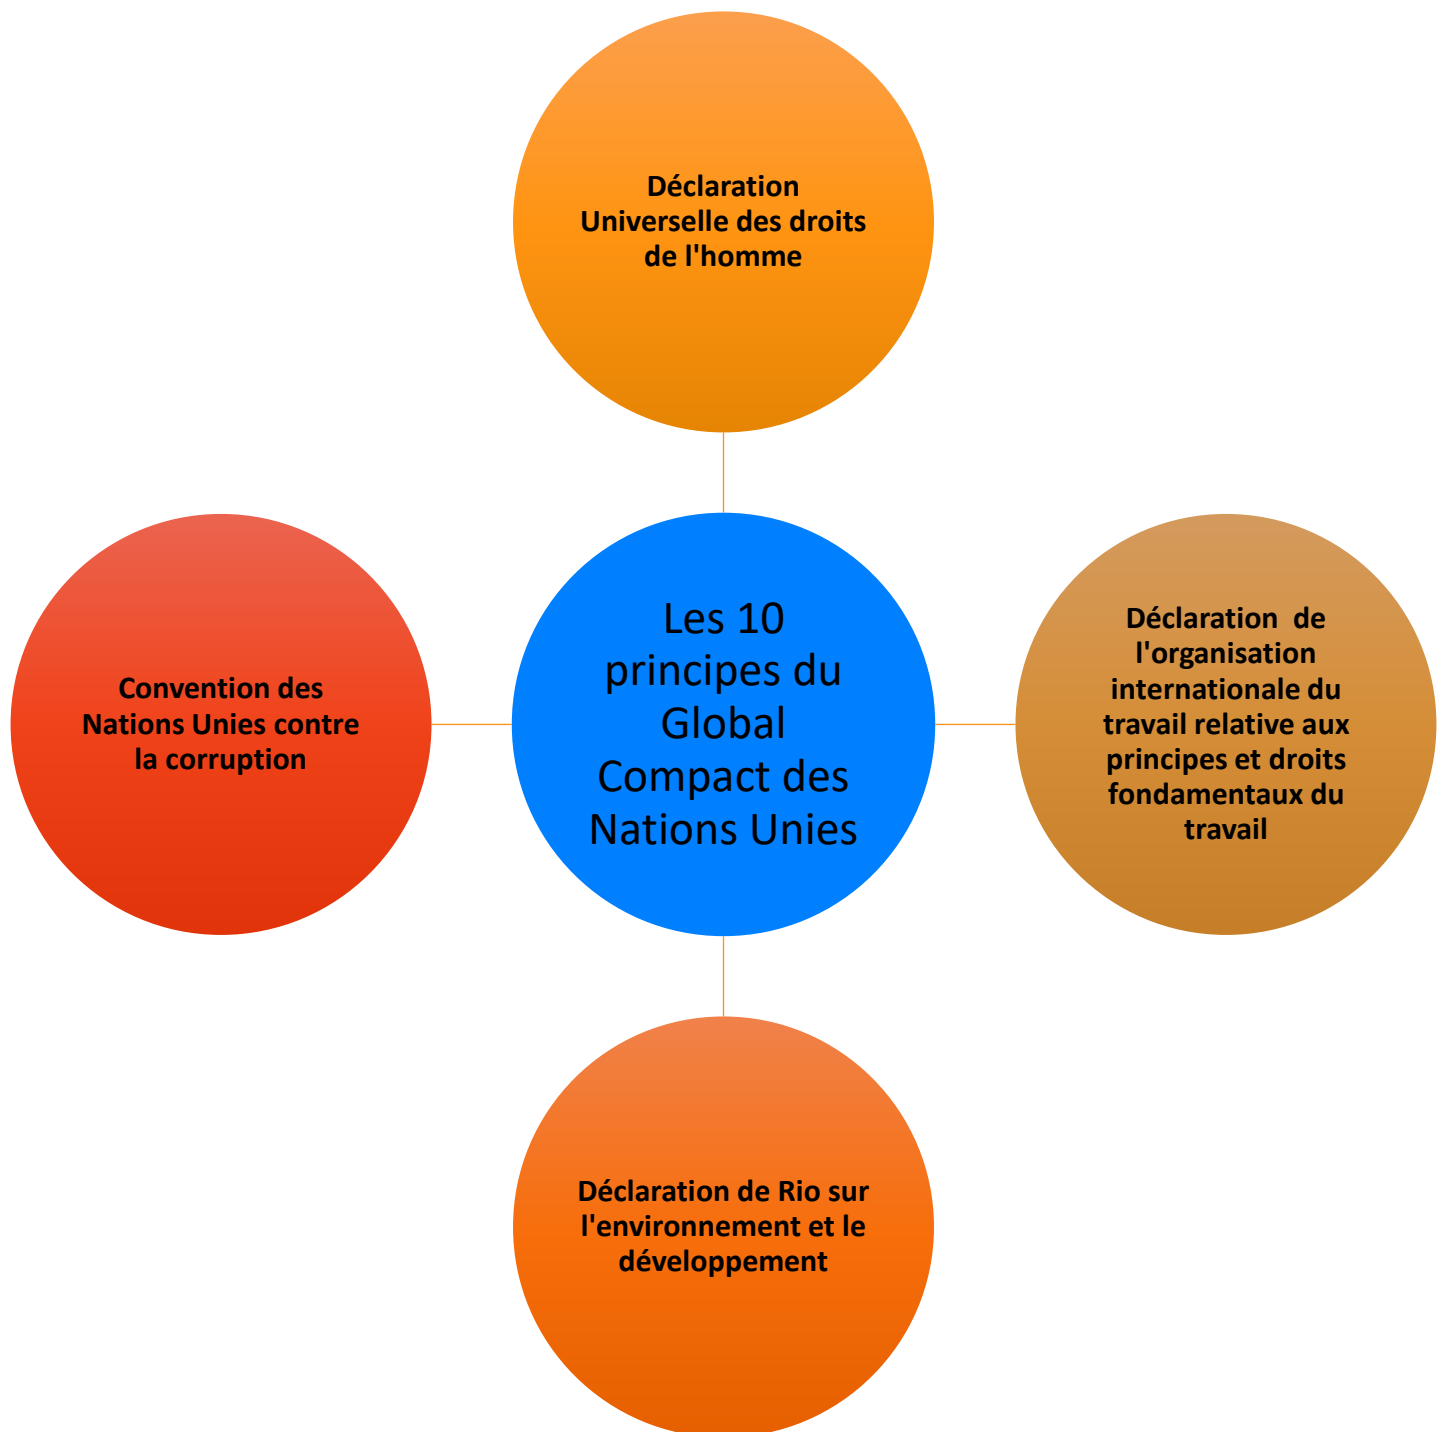 Déclaration
Universelle des droits
de l'homme
Les 10
principes du
Global
Compact des
Nations Unies
Déclaration  de
l'organisation
internationale du
travail relative aux
principes et droits
fondamentaux du
travail
Convention des
Nations Unies contre
la corruption
Déclaration de Rio sur
l'environnement et le
développement